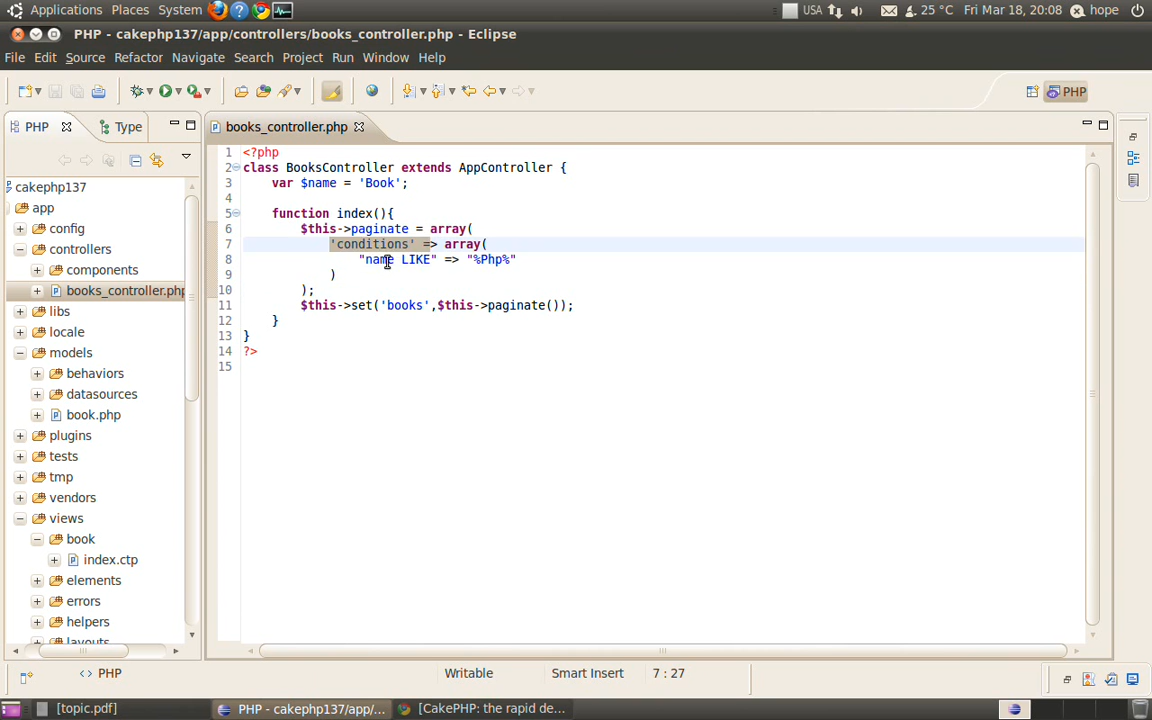 Applications Places System USA 25 °C Fri Mar 18, 20:08 hope
PHP - cakephp137/app/controllers/books_controller.php - Eclipse
File Edit Source Refactor Navigate Search Project Run Window Help
PHP
PHP Type books_controller.php
cakephp137
app
config
controllers
components
books_controller.php
libs
locale
models
behaviors
datasources
book.php
plugins
tests
tmp
vendors
views
book
index.ctp
elements
errors
helpers
layouts
1 <?php
2 class BooksController extends AppController {
3 var $name = 'Book';
4
5 function index(){
6 $this->paginate = array(
7 'conditions' => array(
8 "name LIKE" => "%Php%"
9 )
10 );
11 $this->set('books',$this->paginate());
12 }
13 }
14 ?>
15
<> PHP Writable Smart Insert 7 : 27
[topic.pdf] PHP - cakephp137/app/... [CakePHP: the rapid de...